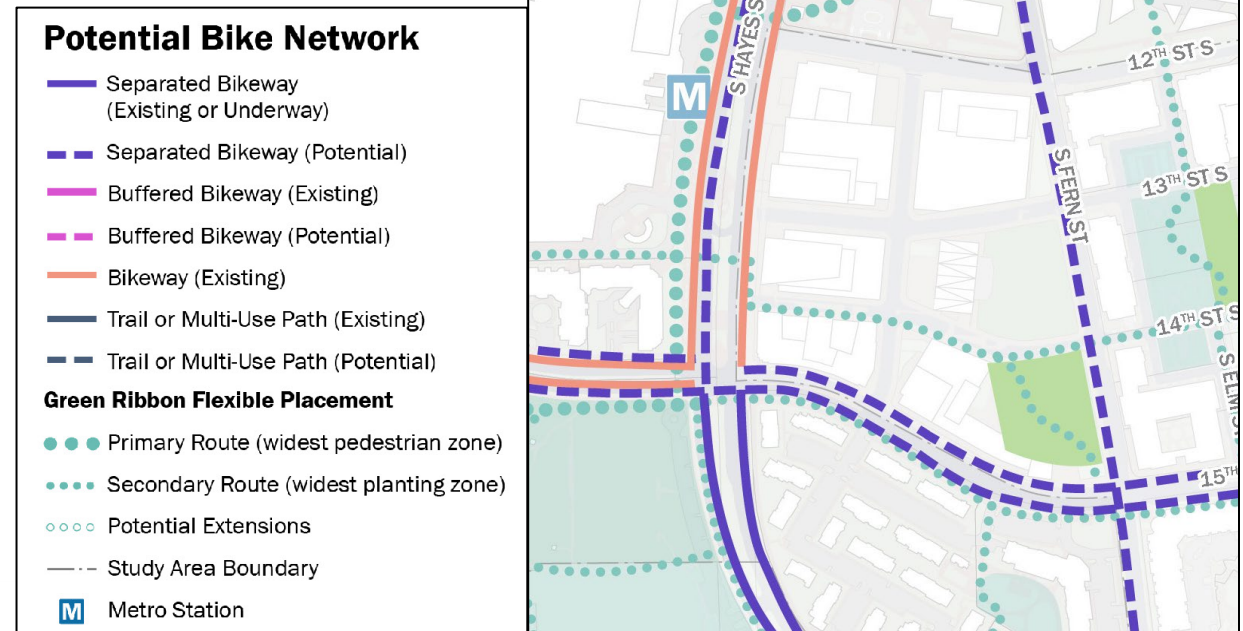 Potential Bike Network
Separated Bikeway
(Existing or Underway)
Separated Bikeway (Potential)
Buffered Bikeway (Existing)
Buffered Bikeway (Potential)
Bikeway (Existing)
Trail or Multi-Use Path (Existing)
Trail or Multi-Use Path (Potential)
Green Ribbon Flexible Placement
Primary Route (widest pedestrian zone)
Secondary Route (widest planting zone)
Potential Extensions
Study Area Boundary
M Metro Station
M
S HAYES S
12TH ST S
S FERN ST
13TH ST S
14TH ST S
S ELM ST
15TH